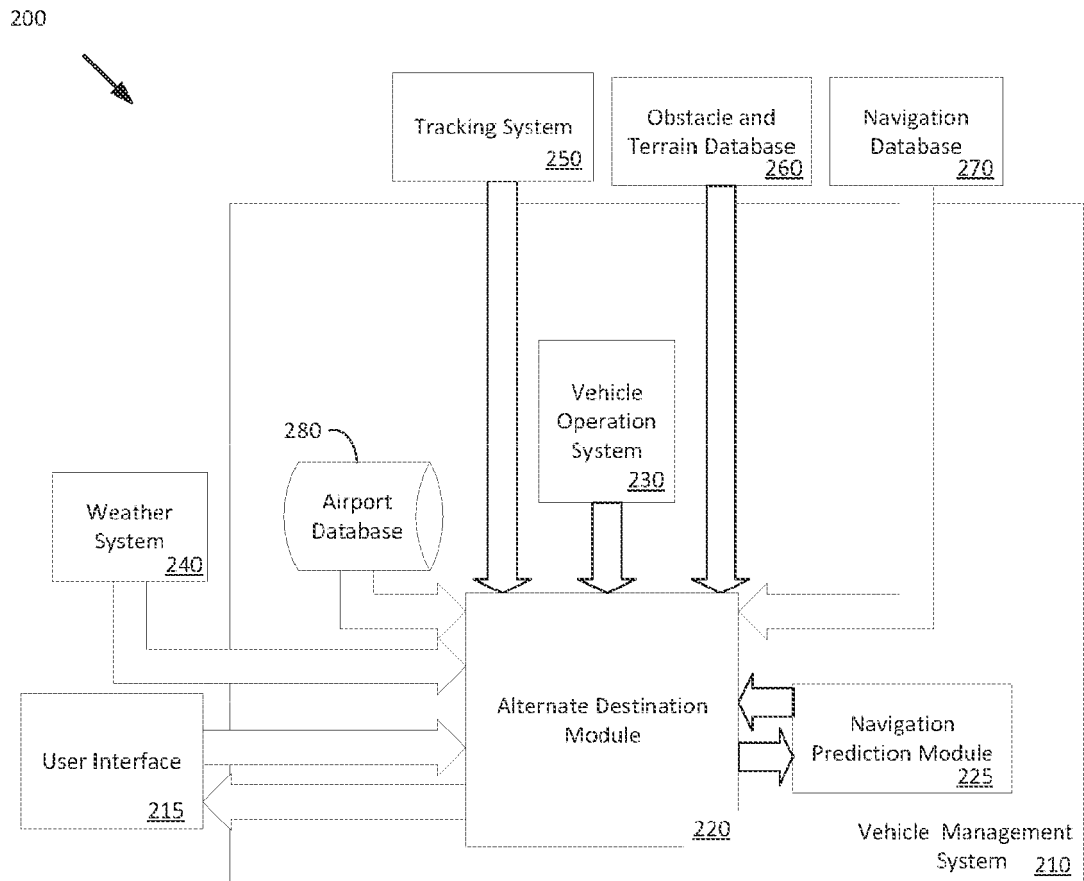 200
Tracking System
250
Obstacle and
Terrain Database
260
Navigation
Database
270
Vehicle
Operation
System
230
280
Airport
Database
Weather
System
240
Alternate Destination
Module
220
User Interface
215
Navigation
Prediction Module
225
Vehicle Management
System 210